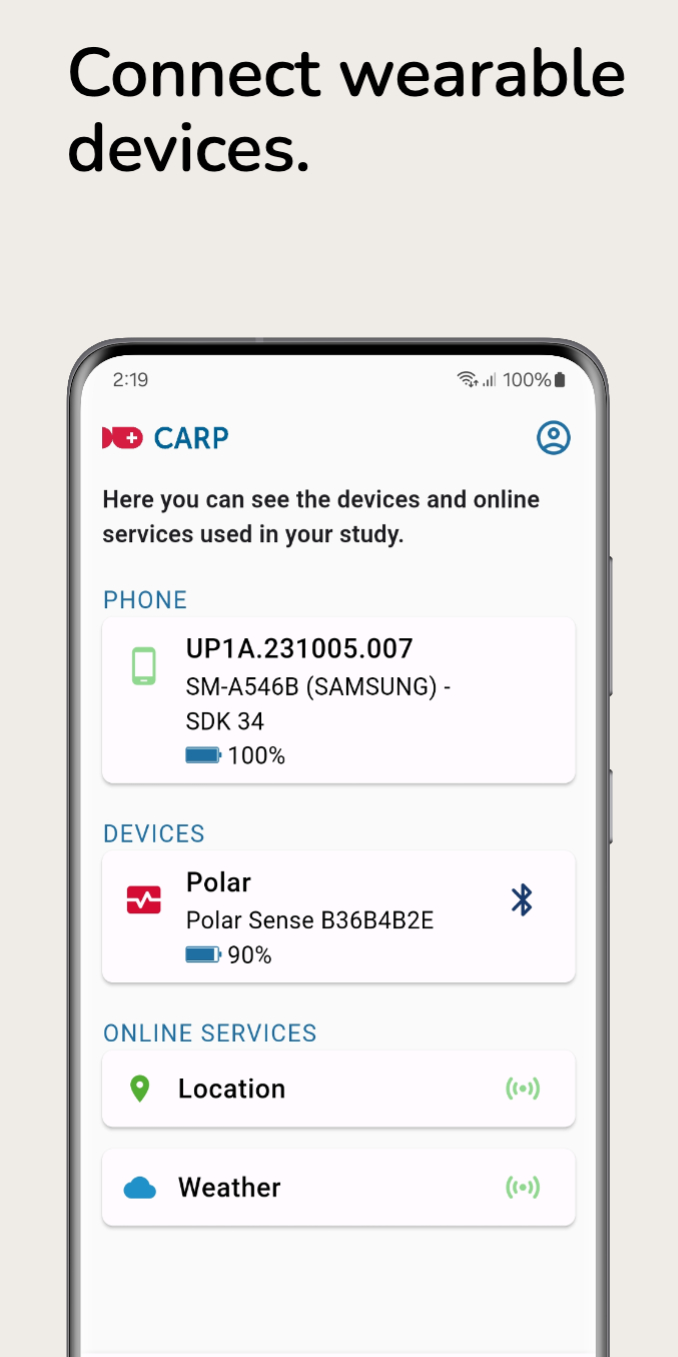 Connect wearable
devices.
2:19
100%
CARP
Here you can see the devices and online
services used in your study.
PHONE
UP1A.231005.007
SM-A546B (SAMSUNG) -
SDK 34
100%
DEVICES
Polar
Polar Sense B36B4B2E
90%
ONLINE SERVICES
Location
Weather